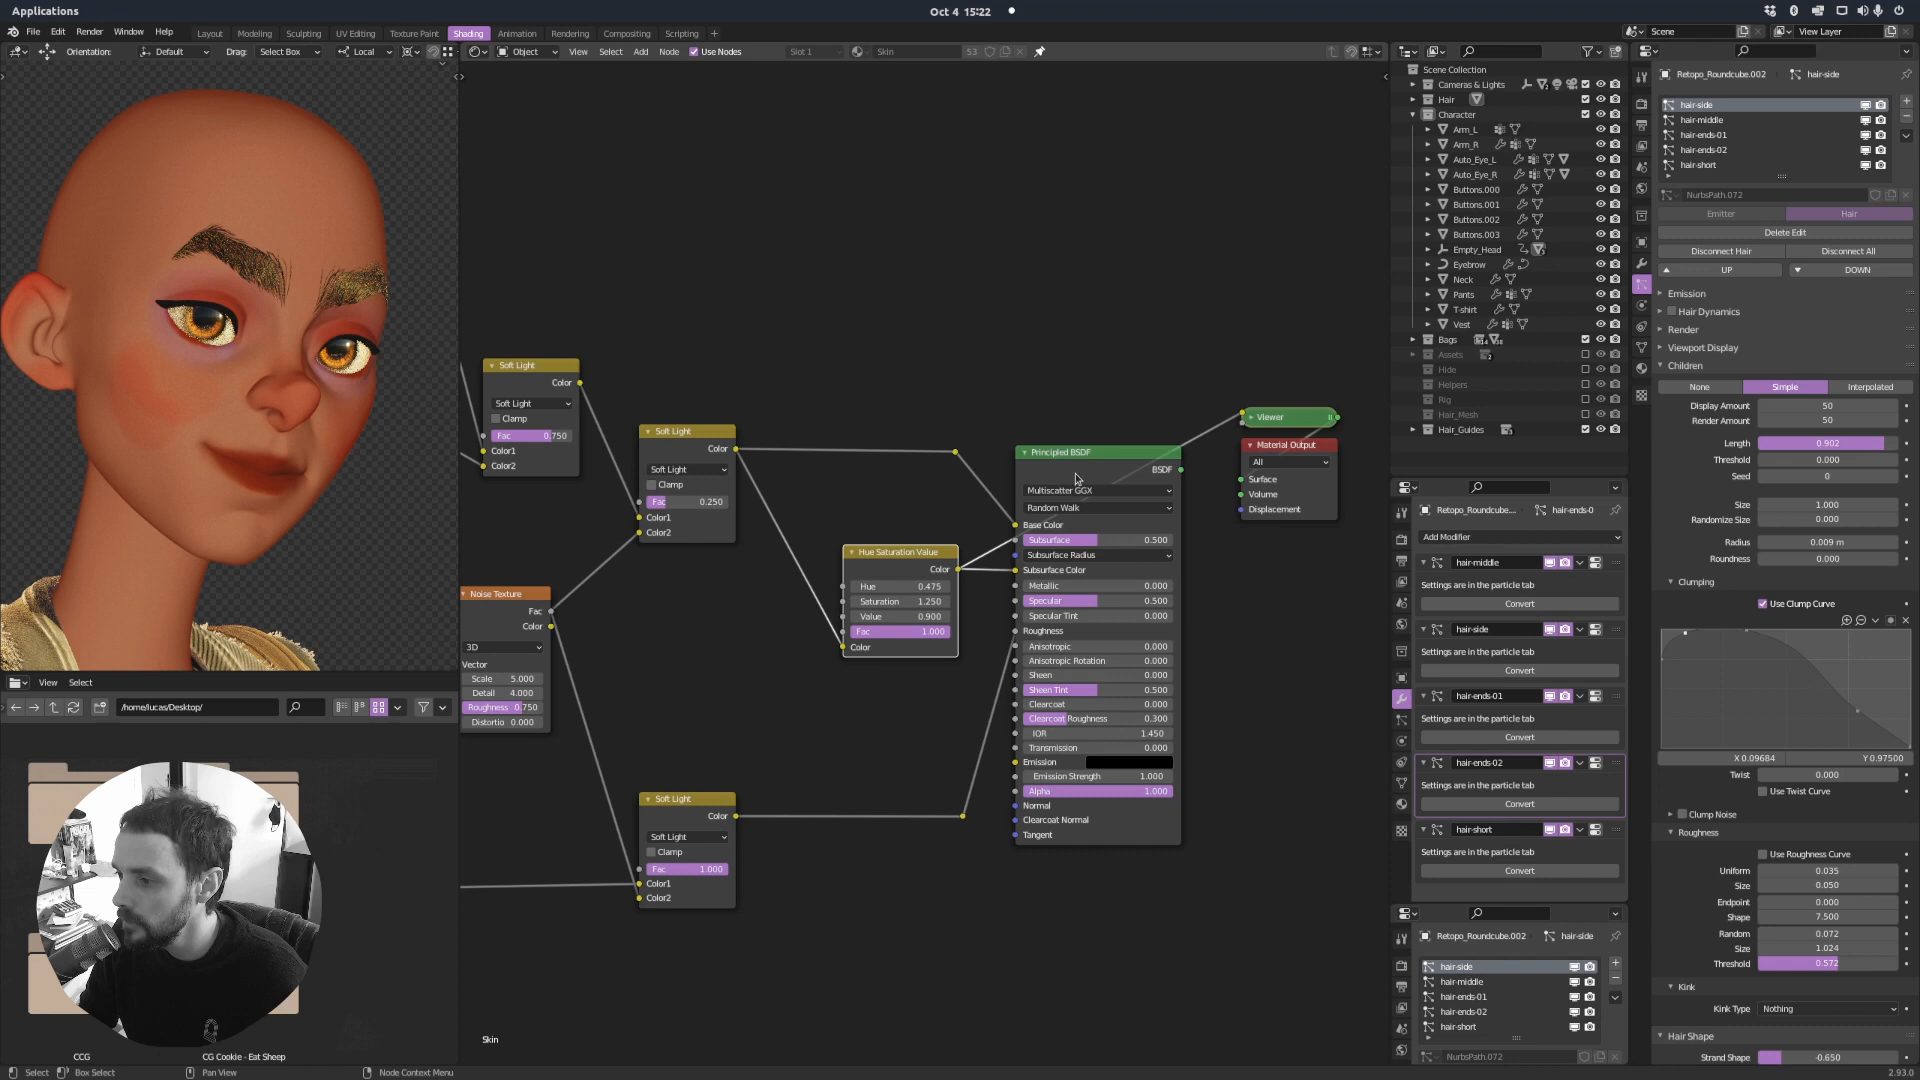 Applications
Oct 4 15:22
File Edit Render Window Help
Layout Modeling Sculpting UV Editing Texture Paint Shading Animation Rendering Compositing Scripting +
Scene
View Layer
Orientation: Default Drag: Select Box Local
Object View Select Add Node Use Nodes Slot 1 Skin 53
Soft Light
Color
Soft Light
Clamp
Fac 0.750
Color1
Color2
Soft Light
Color
Soft Light
Clamp
Fac 0.250
Color1
Color2
Noise Texture
Fac
Color
3D
Vector
Scale 5.000
Detail 4.000
Roughness 0.750
Distortio 0.000
Hue Saturation Value
Color
Hue 0.475
Saturation 1.250
Value 0.900
Fac 1.000
Color
Soft Light
Color
Soft Light
Clamp
Fac 1.000
Color1
Color2
Principled BSDF
BSDF
Multiscatter GGX
Random Walk
Base Color
Subsurface 0.500
Subsurface Radius
Subsurface Color
Metallic 0.000
Specular 0.500
Specular Tint 0.000
Roughness
Anisotropic 0.000
Anisotropic Rotation 0.000
Sheen 0.000
Sheen Tint 0.500
Clearcoat 0.000
Clearcoat Roughness 0.300
IOR 1.450
Transmission 0.000
Emission
Emission Strength 1.000
Alpha 1.000
Normal
Clearcoat Normal
Tangent
Viewer
Material Output
All
Surface
Volume
Displacement
Skin
View Select
/home/lucas/Desktop/
CCG
CG Cookie - Eat Sheep
Select Box Select Pan View Node Context Menu
Scene Collection
Cameras & Lights
Hair
Character
Arm_L
Arm_R
Auto_Eye_L
Auto_Eye_R
Buttons.000
Buttons.001
Buttons.002
Buttons.003
Empty_Head
Eyebrow
Neck
Pants
T-shirt
Vest
Bags
Assets
Hide
Helpers
Rig
Hair_Mesh
Hair_Guides
Retopo_Roundcube.... hair-ends-0
Add Modifier
hair-middle
Settings are in the particle tab
Convert
hair-side
Settings are in the particle tab
Convert
hair-ends-01
Settings are in the particle tab
Convert
hair-ends-02
Settings are in the particle tab
Convert
hair-short
Settings are in the particle tab
Convert
Retopo_Roundcube.002 hair-side
hair-side
hair-middle
hair-ends-01
hair-ends-02
hair-short
NurbsPath.072
Retopo_Roundcube.002 hair-side
hair-side
hair-middle
hair-ends-01
hair-ends-02
hair-short
NurbsPath.072
Emitter Hair
Delete Edit
Disconnect Hair Disconnect All
UP DOWN
Emission
Hair Dynamics
Render
Viewport Display
Children
None Simple Interpolated
Display Amount 50
Render Amount 50
Length 0.902
Threshold 0.000
Seed 0
Size 1.000
Randomize Size 0.000
Radius 0.009 m
Roundness 0.000
Clumping
Use Clump Curve
X 0.09684 Y 0.97500
Twist 0.000
Use Twist Curve
Clump Noise
Roughness
Use Roughness Curve
Uniform 0.035
Size 0.050
Endpoint 0.000
Shape 7.500
Random 0.072
Size 1.024
Threshold 0.572
Kink
Kink Type Nothing
Hair Shape
Strand Shape -0.650
2.93.0